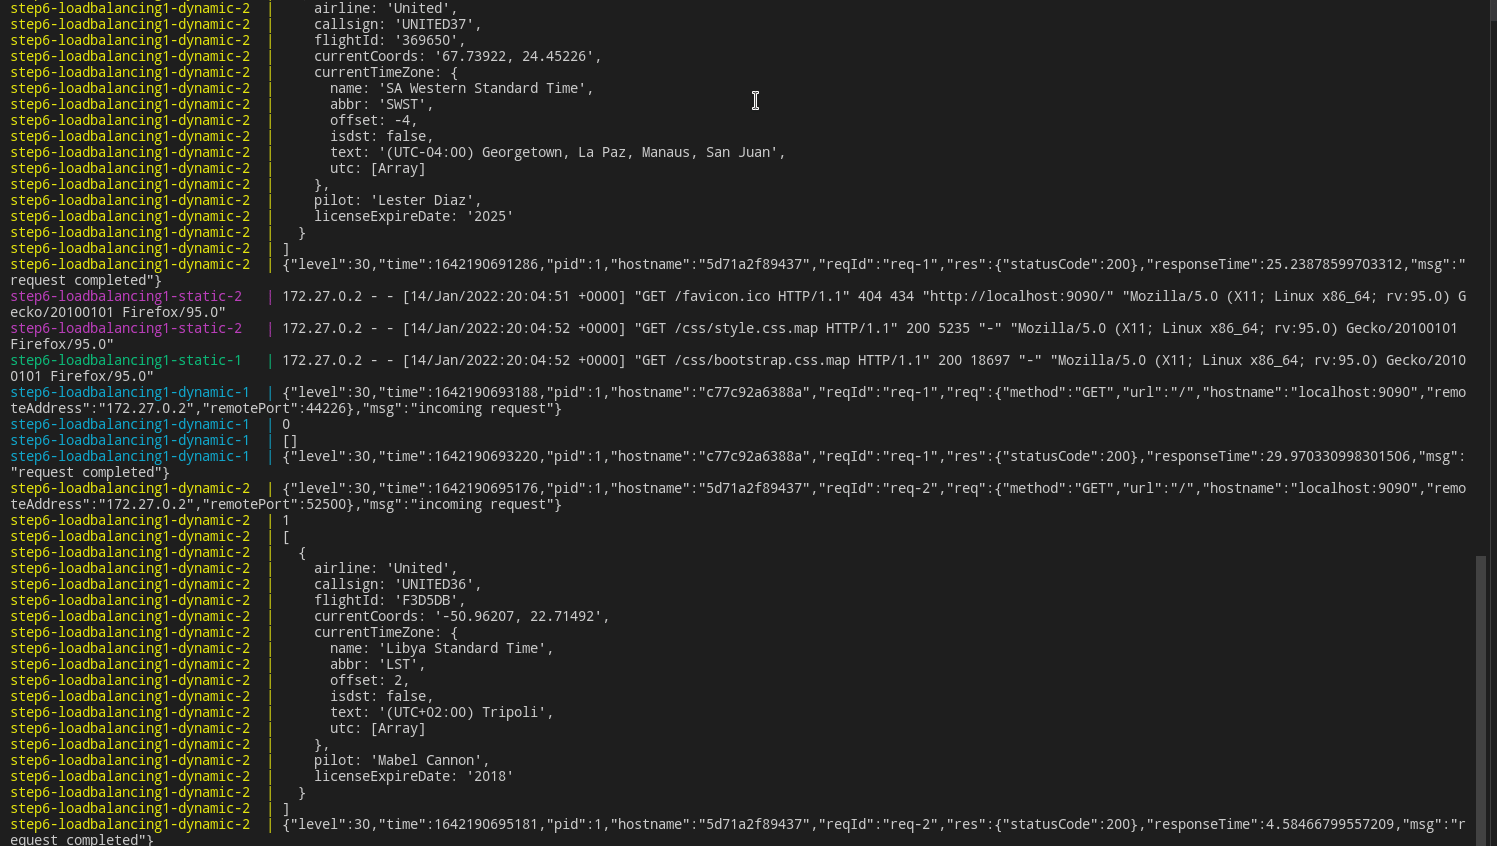 step6-loadbalancing1-dynamic-2  |     airline: 'United',
step6-loadbalancing1-dynamic-2  |     callsign: 'UNITED37',
step6-loadbalancing1-dynamic-2  |     flightId: '369650',
step6-loadbalancing1-dynamic-2  |     currentCoords: '67.73922, 24.45226',
step6-loadbalancing1-dynamic-2  |     currentTimeZone: {
step6-loadbalancing1-dynamic-2  |       name: 'SA Western Standard Time',
step6-loadbalancing1-dynamic-2  |       abbr: 'SWST',
step6-loadbalancing1-dynamic-2  |       offset: -4,
step6-loadbalancing1-dynamic-2  |       isdst: false,
step6-loadbalancing1-dynamic-2  |       text: '(UTC-04:00) Georgetown, La Paz, Manaus, San Juan',
step6-loadbalancing1-dynamic-2  |       utc: [Array]
step6-loadbalancing1-dynamic-2  |     },
step6-loadbalancing1-dynamic-2  |     pilot: 'Lester Diaz',
step6-loadbalancing1-dynamic-2  |     licenseExpireDate: '2025'
step6-loadbalancing1-dynamic-2  |   }
step6-loadbalancing1-dynamic-2  | ]
step6-loadbalancing1-dynamic-2  | {"level":30,"time":1642190691286,"pid":1,"hostname":"5d71a2f89437","reqId":"req-1","res":{"statusCode":200},"responseTime":25.23878599703312,"msg":"
request completed"}
step6-loadbalancing1-static-2   | 172.27.0.2 - - [14/Jan/2022:20:04:51 +0000] "GET /favicon.ico HTTP/1.1" 404 434 "http://localhost:9090/" "Mozilla/5.0 (X11; Linux x86_64; rv:95.0) G
ecko/20100101 Firefox/95.0"
step6-loadbalancing1-static-2   | 172.27.0.2 - - [14/Jan/2022:20:04:52 +0000] "GET /css/style.css.map HTTP/1.1" 200 5235 "-" "Mozilla/5.0 (X11; Linux x86_64; rv:95.0) Gecko/20100101
Firefox/95.0"
step6-loadbalancing1-static-1   | 172.27.0.2 - - [14/Jan/2022:20:04:52 +0000] "GET /css/bootstrap.css.map HTTP/1.1" 200 18697 "-" "Mozilla/5.0 (X11; Linux x86_64; rv:95.0) Gecko/2010
0101 Firefox/95.0"
step6-loadbalancing1-dynamic-1  | {"level":30,"time":1642190693188,"pid":1,"hostname":"c77c92a6388a","reqId":"req-1","req":{"method":"GET","url":"/","hostname":"localhost:9090","remo
teAddress":"172.27.0.2","remotePort":44226},"msg":"incoming request"}
step6-loadbalancing1-dynamic-1  | 0
step6-loadbalancing1-dynamic-1  | []
step6-loadbalancing1-dynamic-1  | {"level":30,"time":1642190693220,"pid":1,"hostname":"c77c92a6388a","reqId":"req-1","res":{"statusCode":200},"responseTime":29.970330998301506,"msg":
"request completed"}
step6-loadbalancing1-dynamic-2  | {"level":30,"time":1642190695176,"pid":1,"hostname":"5d71a2f89437","reqId":"req-2","req":{"method":"GET","url":"/","hostname":"localhost:9090","remo
teAddress":"172.27.0.2","remotePort":52500},"msg":"incoming request"}
step6-loadbalancing1-dynamic-2  | 1
step6-loadbalancing1-dynamic-2  | [
step6-loadbalancing1-dynamic-2  |   {
step6-loadbalancing1-dynamic-2  |     airline: 'United',
step6-loadbalancing1-dynamic-2  |     callsign: 'UNITED36',
step6-loadbalancing1-dynamic-2  |     flightId: 'F3D5DB',
step6-loadbalancing1-dynamic-2  |     currentCoords: '-50.96207, 22.71492',
step6-loadbalancing1-dynamic-2  |     currentTimeZone: {
step6-loadbalancing1-dynamic-2  |       name: 'Libya Standard Time',
step6-loadbalancing1-dynamic-2  |       abbr: 'LST',
step6-loadbalancing1-dynamic-2  |       offset: 2,
step6-loadbalancing1-dynamic-2  |       isdst: false,
step6-loadbalancing1-dynamic-2  |       text: '(UTC+02:00) Tripoli',
step6-loadbalancing1-dynamic-2  |       utc: [Array]
step6-loadbalancing1-dynamic-2  |     },
step6-loadbalancing1-dynamic-2  |     pilot: 'Mabel Cannon',
step6-loadbalancing1-dynamic-2  |     licenseExpireDate: '2018'
step6-loadbalancing1-dynamic-2  |   }
step6-loadbalancing1-dynamic-2  | ]
step6-loadbalancing1-dynamic-2  | {"level":30,"time":1642190695181,"pid":1,"hostname":"5d71a2f89437","reqId":"req-2","res":{"statusCode":200},"responseTime":4.58466799557209,"msg":"r
equest completed"}